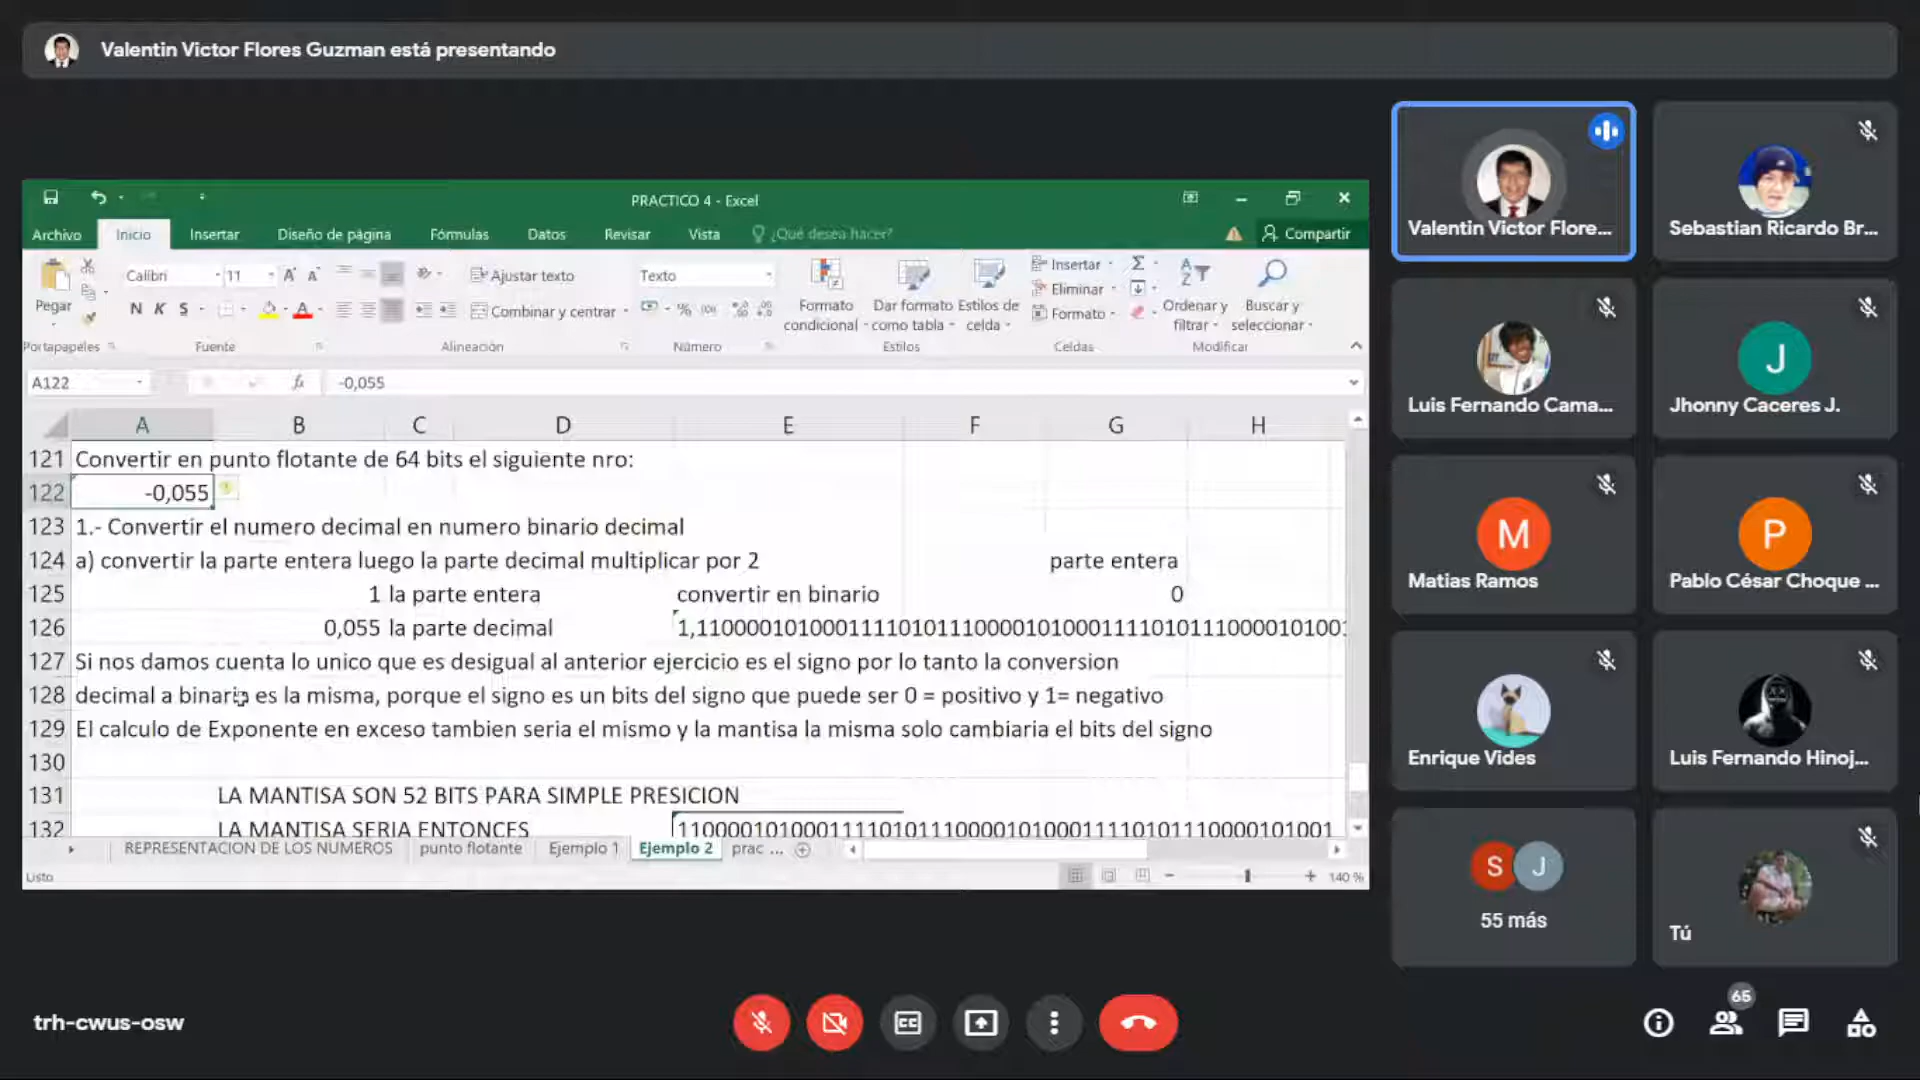 Valentin Victor Flores Guzman está presentando
PRACTICO 4 - Excel
Archivo Inicio Insertar Diseño de página Fórmulas Datos Revisar Vista ¿Qué desea hacer? Compartir
Pegar
Calibri 11
N K S
Ajustar texto
Combinar y centrar
Texto
Formato condicional
Dar formato como tabla
Estilos de celda
Insertar
Eliminar
Formato
Ordenar y filtrar
Buscar y seleccionar
Portapapeles Fuente Alineación Número Estilos Celdas Modificar
A122 fx -0,055
A B C D E F G H
121 Convertir en punto flotante de 64 bits el siguiente nro:
122 -0,055
123 1.- Convertir el numero decimal en numero binario decimal
124 a) convertir la parte entera luego la parte decimal multiplicar por 2 parte entera
125 1 la parte entera convertir en binario 0
126 0,055 la parte decimal
127 Si nos damos cuenta lo unico que es desigual al anterior ejercicio es el signo por lo tanto la conversion
128 decimal a binario es la misma, porque el signo es un bits del signo que puede ser 0 = positivo y 1= negativo
129 El calculo de Exponente en exceso tambien seria el mismo y la mantisa la misma solo cambiaria el bits del signo
130
131 LA MANTISA SON 52 BITS PARA SIMPLE PRESICION
132 LA MANTISA SERIA ENTONCES
REPRESENTACION DE LOS NUMEROS punto flotante Ejemplo 1 Ejemplo 2 prac ...
Listo 140 %
Valentin Victor Flore...
Sebastian Ricardo Br...
Luis Fernando Cama...
J
Jhonny Caceres J.
M
Matias Ramos
P
Pablo César Choque ...
Enrique Vides
Luis Fernando Hinoj...
S J
55 más
Tú
trh-cwus-osw
CC
65